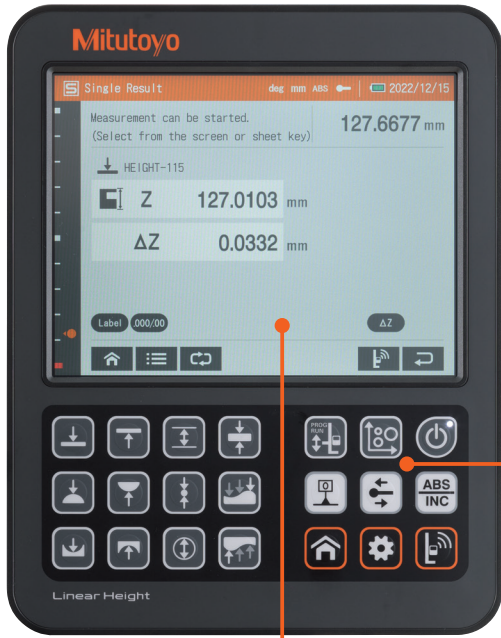 Mitutoyo
S Single Result deg mm ABS 2022/12/15
Measurement can be started.
(Select from the screen or sheet key)
127.6677 mm
HEIGHT-115
Z 127.0103 mm
ΔZ 0.0332 mm
Label .000/.00 ΔZ
PROG
RUN
0
ABS
INC
Linear Height